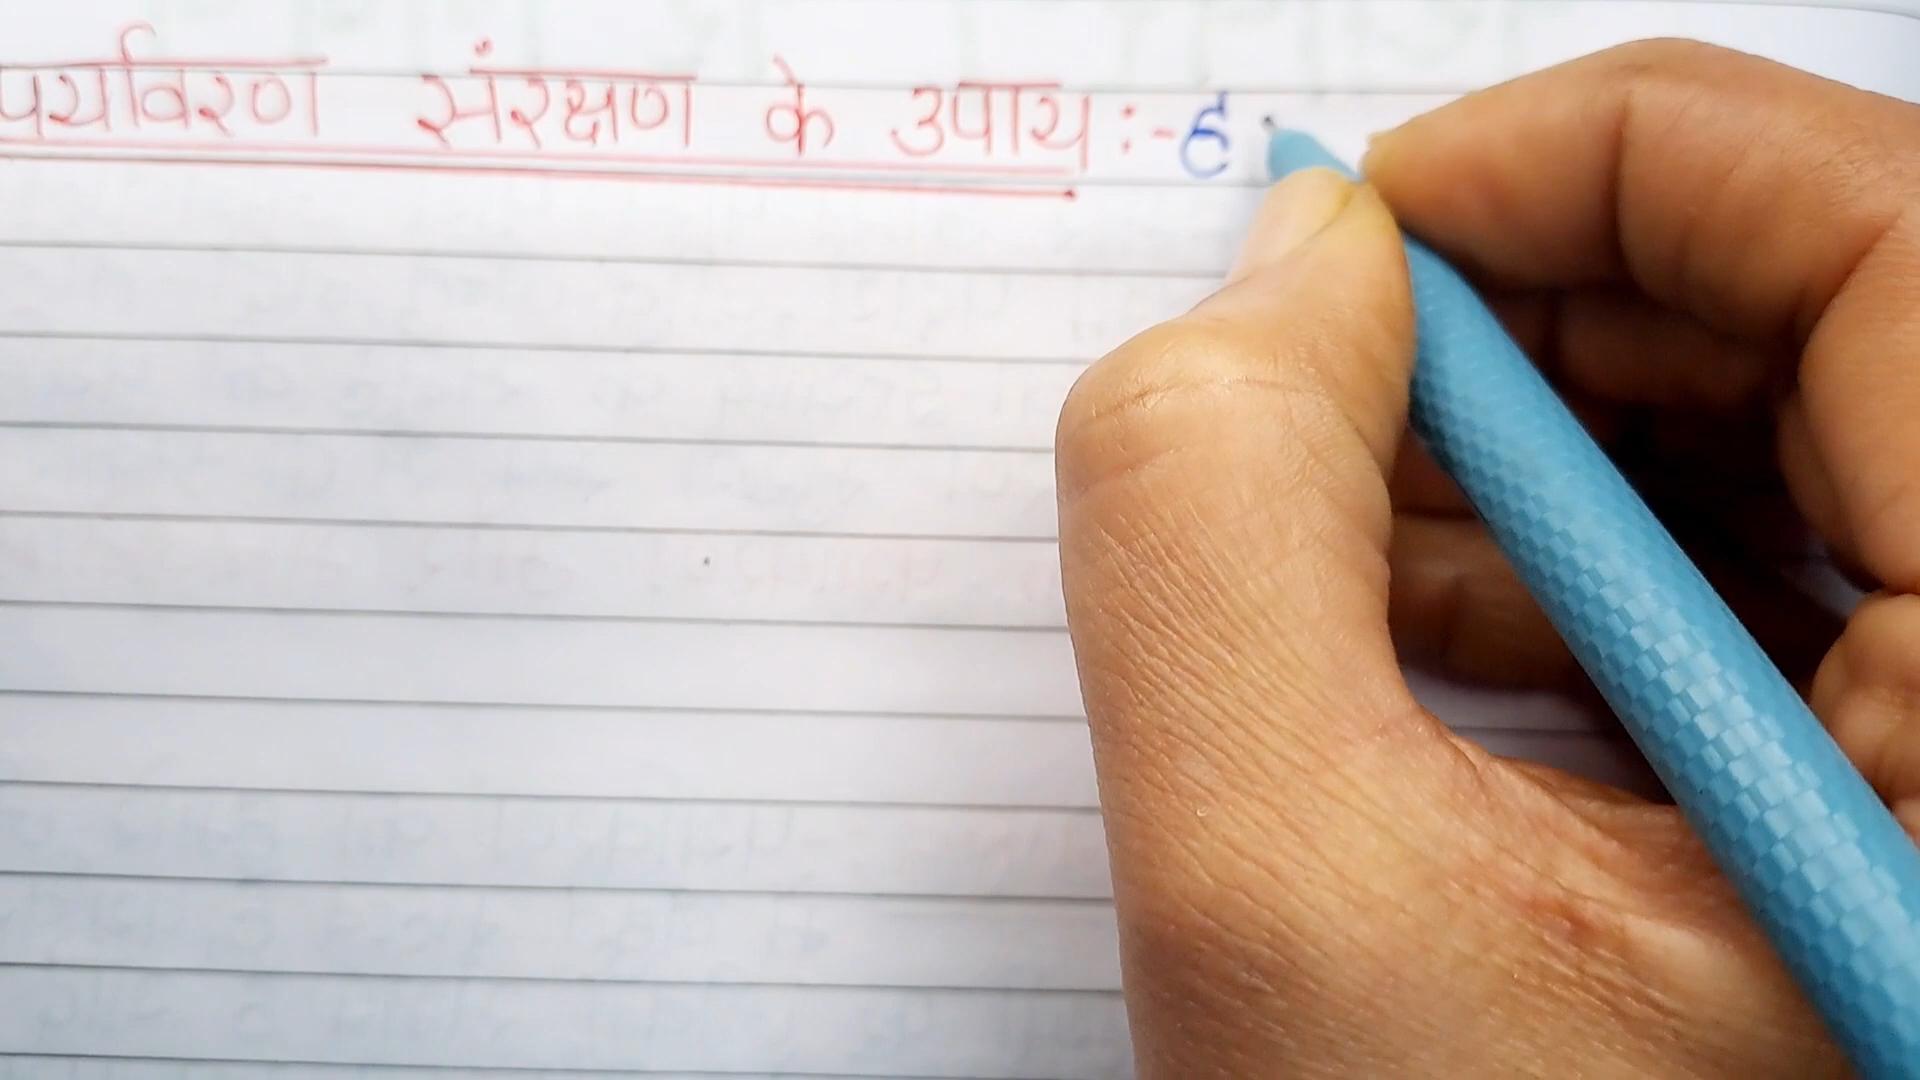 पर्यावरण संरक्षण के उपाय :- ह